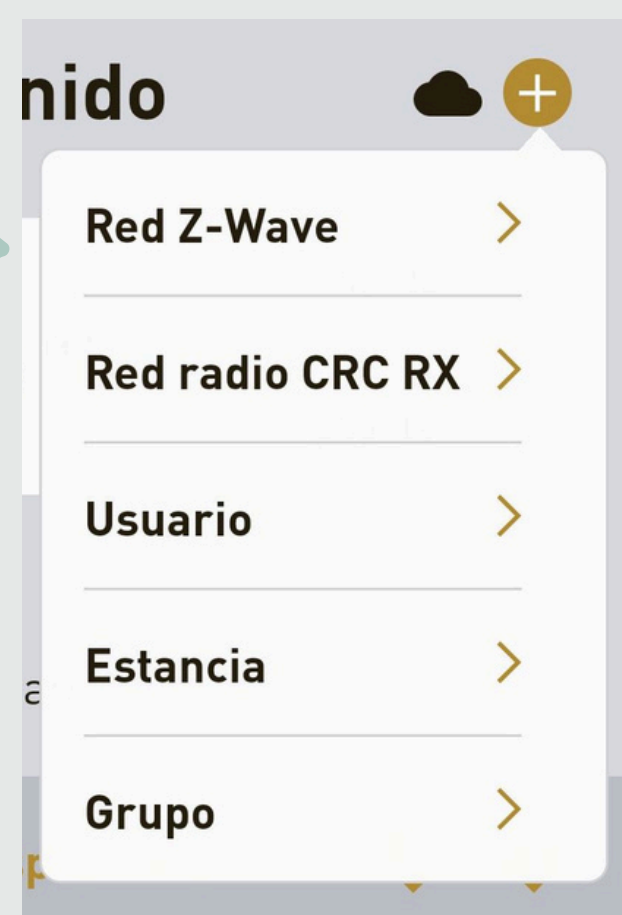 nido
Red Z-Wave
Red radio CRC RX
Usuario
Estancia
a
Grupo
p